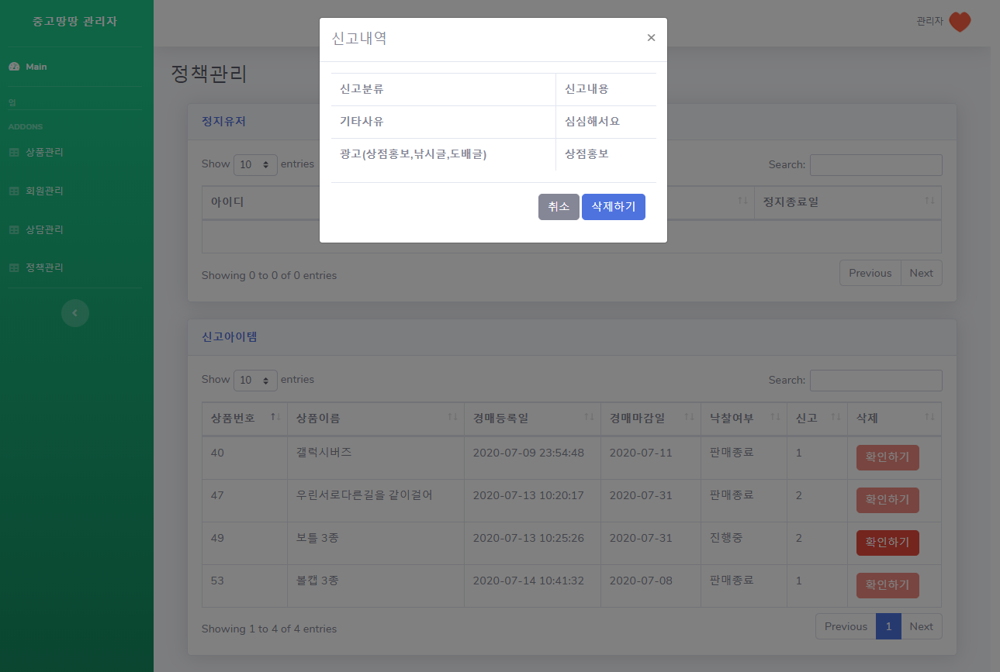 중고땅땅 관리자
Main
업
ADDONS
상품관리
회원관리
상담관리
정책관리
관리자
신고내역
×
신고분류 신고내용
기타사유 심심해서요
광고(상점홍보,낚시글,도배글) 상점홍보
취소 삭제하기
정책관리
정지유저
Show 10 entries
Search:
아이디 정지종료일
Showing 0 to 0 of 0 entries
Previous Next
신고아이템
Show 10 entries
Search:
상품번호 상품이름 경매등록일 경매마감일 낙찰여부 신고 삭제
40 갤럭시버즈 2020-07-09 23:54:48 2020-07-11 판매종료 1 확인하기
47 우린서로다른길을 같이걸어 2020-07-13 10:20:17 2020-07-31 판매종료 2 확인하기
49 보틀 3종 2020-07-13 10:25:26 2020-07-31 진행중 2 확인하기
53 볼캡 3종 2020-07-14 10:41:32 2020-07-08 판매종료 1 확인하기
Showing 1 to 4 of 4 entries
Previous 1 Next